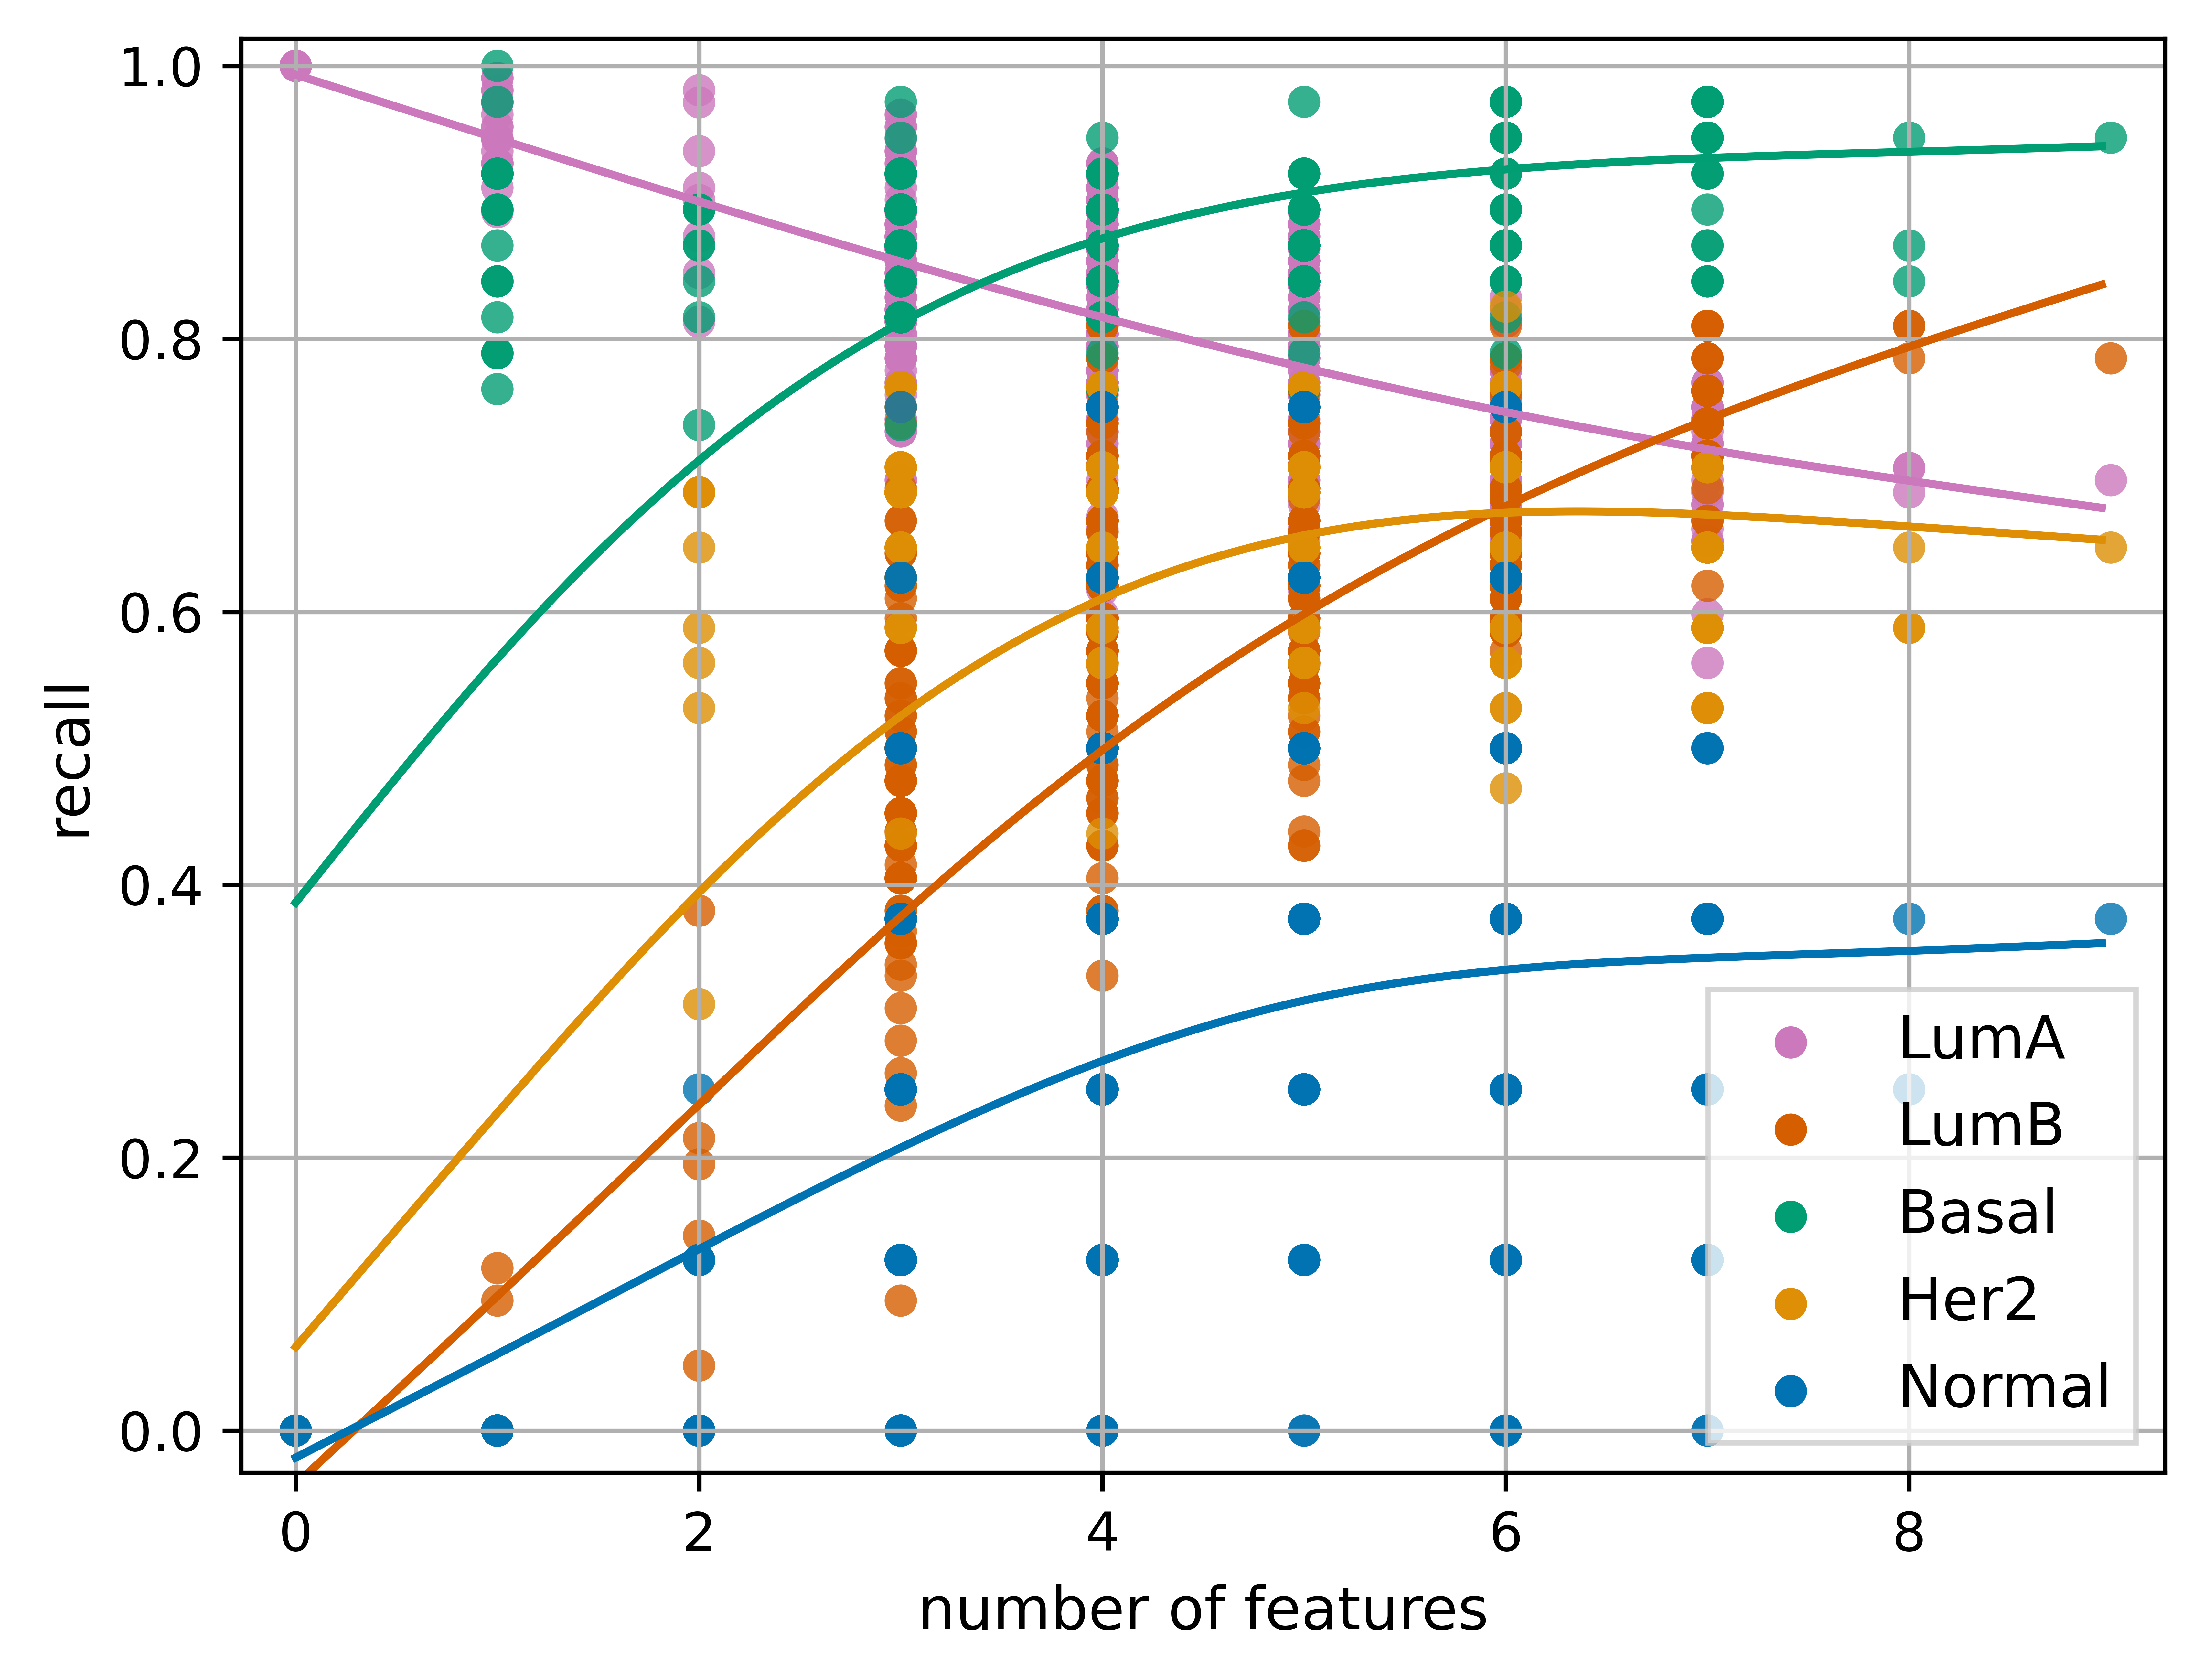 1.0
0.8
0.6
0.4
0.2
0.0
recall
0 2 4 6 8
number of features
LumA
LumB
Basal
Her2
Normal